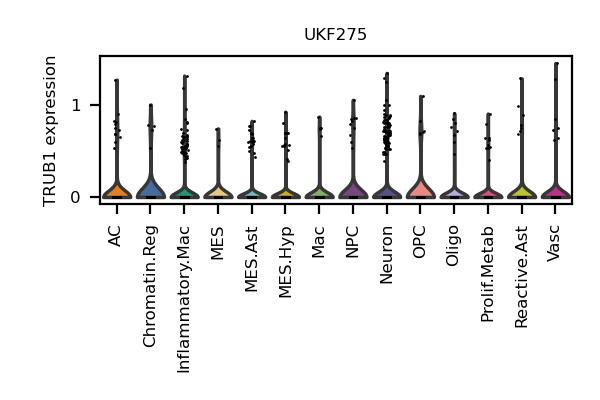 UKF275
TRUB1 expression
1
0
AC
Chromatin.Reg
Inflammatory.Mac
MES
MES.Ast
MES.Hyp
Mac
NPC
Neuron
OPC
Oligo
Prolif.Metab
Reactive.Ast
Vasc